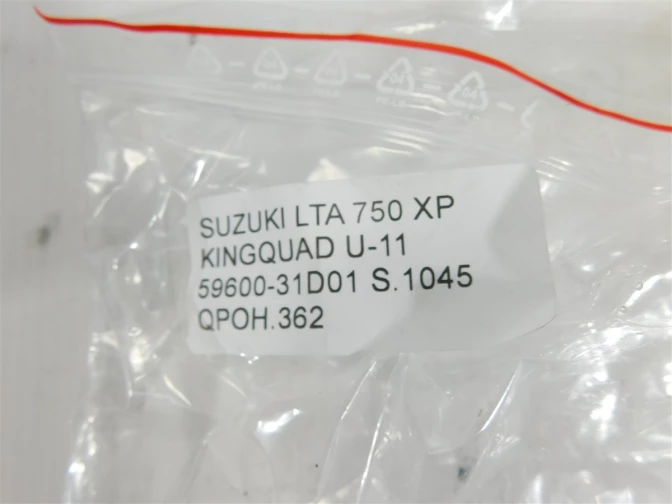 SUZUKI LTA 750 XP
KINGQUAD U-11
59600-31D01 S.1045
QPOH.362